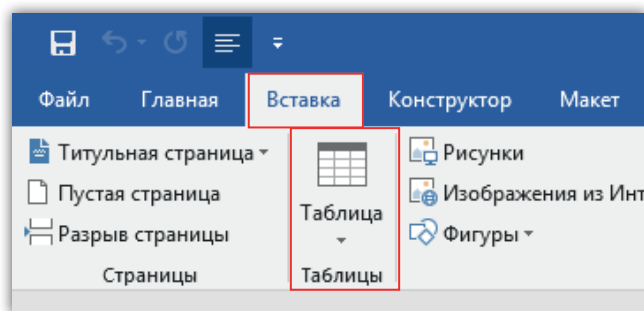 Файл Главная Вставка Конструктор Макет
Титульная страница
Пустая страница
Разрыв страницы
Страницы
Таблица
Таблицы
Рисунки
Изображения из Инт
Фигуры